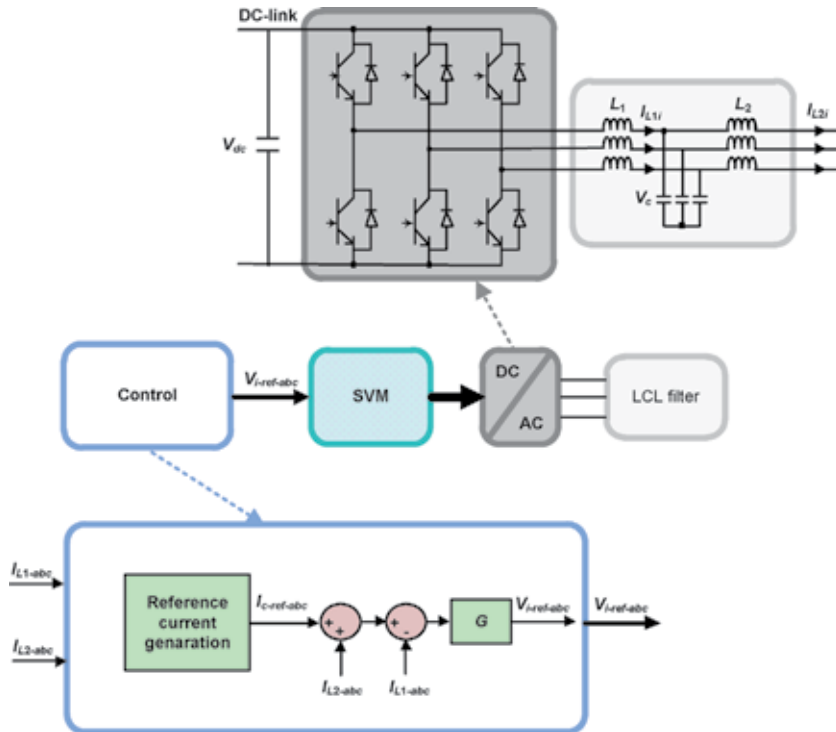 DC-link
L1
IL1i
L2
IL2i
Vdc
Vc
Control
Vi-ref-abc
SVM
DC
AC
LCL filter
IL1-abc
IL2-abc
Reference
current
genaration
Ic-ref-abc
+
+
+
-
G
Vi-ref-abc
Vi-ref-abc
IL2-abc
IL1-abc